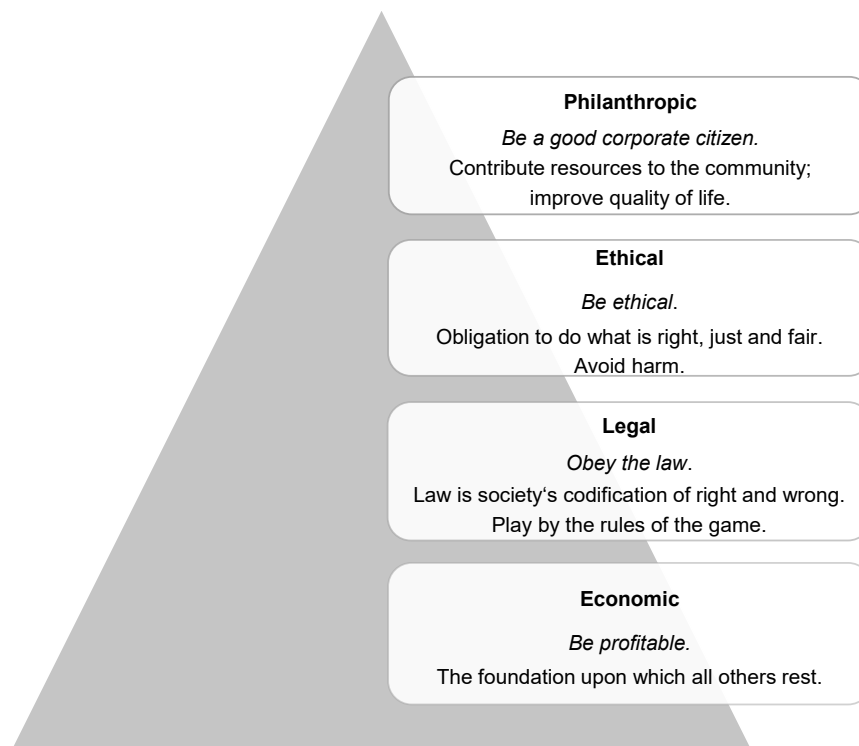 Philanthropic
Be a good corporate citizen.
Contribute resources to the community;
improve quality of life.
Ethical
Be ethical.
Obligation to do what is right, just and fair.
Avoid harm.
Legal
Obey the law.
Law is society‘s codification of right and wrong.
Play by the rules of the game.
Economic
Be profitable.
The foundation upon which all others rest.